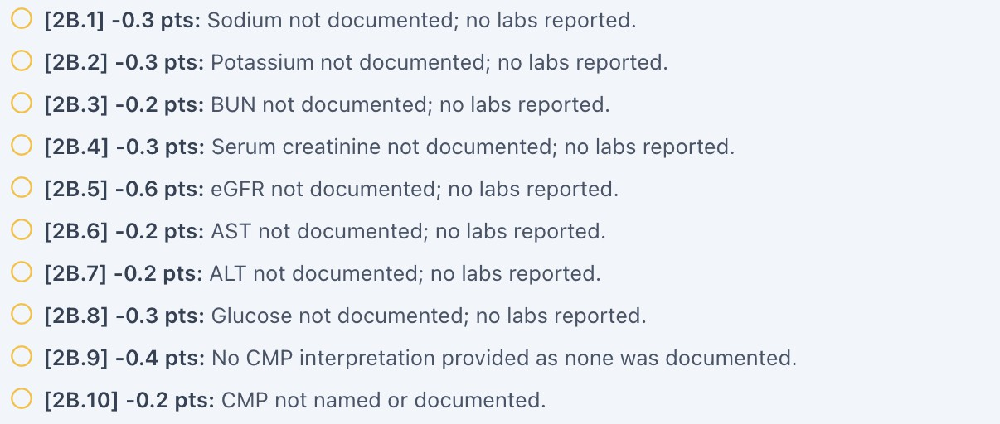 [2B.1] -0.3 pts: Sodium not documented; no labs reported.
[2B.2] -0.3 pts: Potassium not documented; no labs reported.
[2B.3] -0.2 pts: BUN not documented; no labs reported.
[2B.4] -0.3 pts: Serum creatinine not documented; no labs reported.
[2B.5] -0.6 pts: eGFR not documented; no labs reported.
[2B.6] -0.2 pts: AST not documented; no labs reported.
[2B.7] -0.2 pts: ALT not documented; no labs reported.
[2B.8] -0.3 pts: Glucose not documented; no labs reported.
[2B.9] -0.4 pts: No CMP interpretation provided as none was documented.
[2B.10] -0.2 pts: CMP not named or documented.